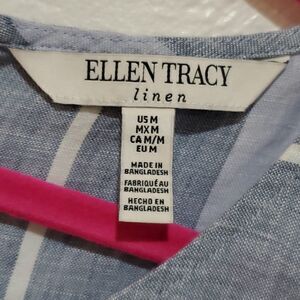 ELLEN TRACY
linen
US M
MX M
CA M/M
EU M
MADE IN
BANGLADESH
FABRIQUÉ AU
BANGLADESH
HECHO EN
BANGLADESH